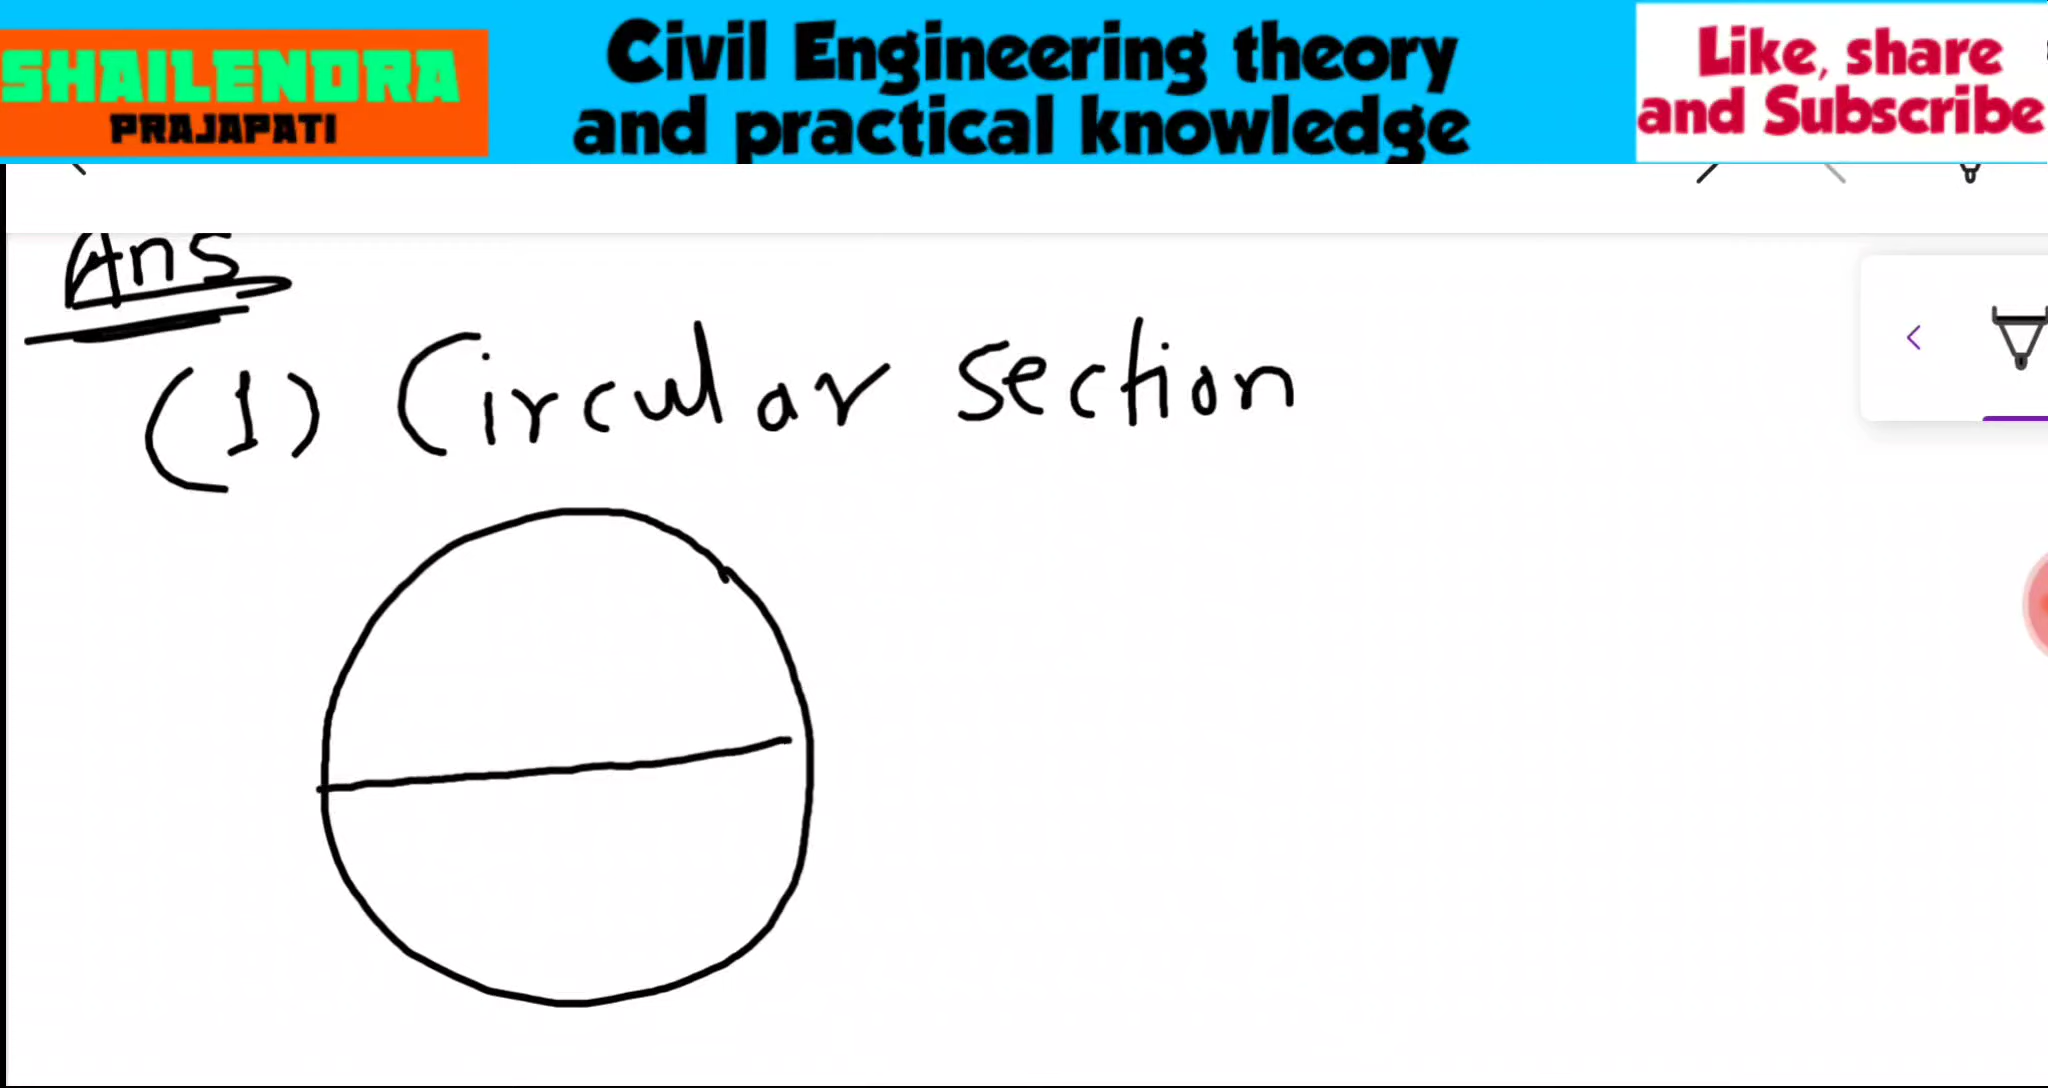 SHAILENDRA
PRAJAPATI
Civil Engineering theory
and practical knowledge
Like, share
and Subscribe
Ans
(1) Circular section